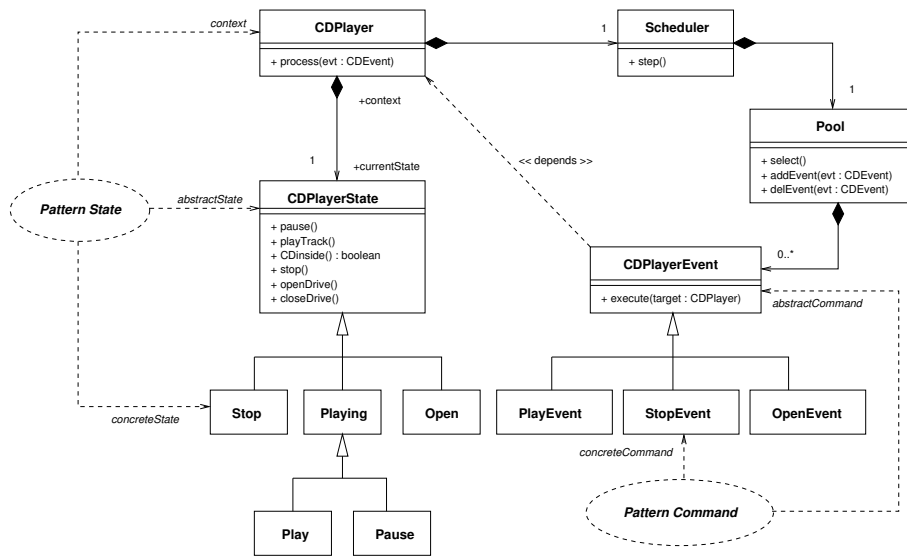 context
CDPlayer
+ process(evt : CDEvent)
1
Scheduler
+ step()
1
Pool
+ select()
+ addEvent(evt : CDEvent)
+ delEvent(evt : CDEvent)
+context
1
+currentState
<< depends >>
Pattern State
abstractState
CDPlayerState
+ pause()
+ playTrack()
+ CDinside() : boolean
+ stop()
+ openDrive()
+ closeDrive()
0..*
CDPlayerEvent
+ execute(target : CDPlayer)
abstractCommand
concreteState
Stop
Playing
Open
PlayEvent
StopEvent
OpenEvent
concreteCommand
Pattern Command
Play
Pause